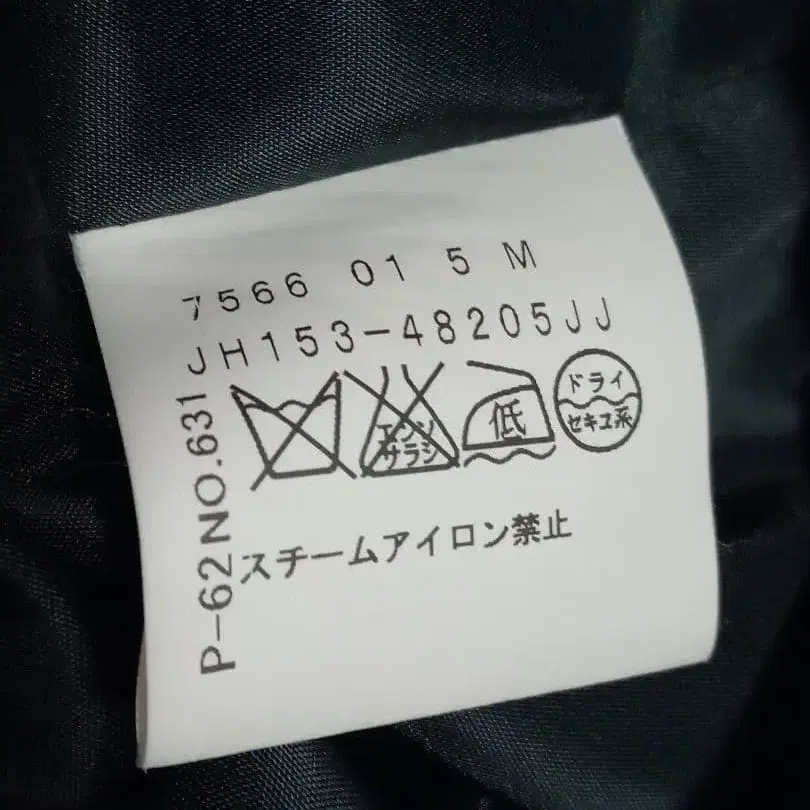 7566 01 5 M
JH153-48205JJ
エンソ
サラシ
低
ドライ
セキユ系
スチームアイロン禁止
P-62NO.631